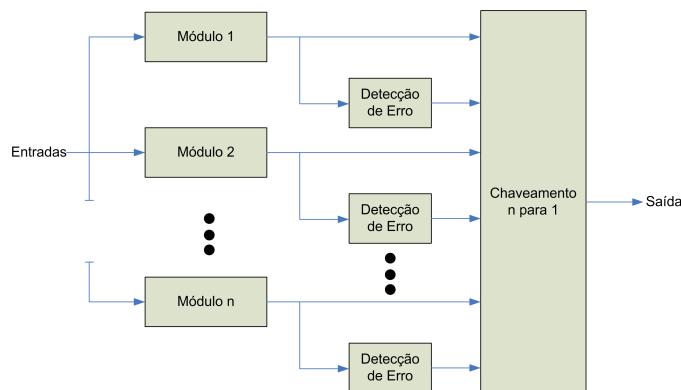 Módulo 1
Detecção
de Erro
Entradas
Módulo 2
Detecção
de Erro
Chaveamento
n para 1
Saída
Módulo n
Detecção
de Erro